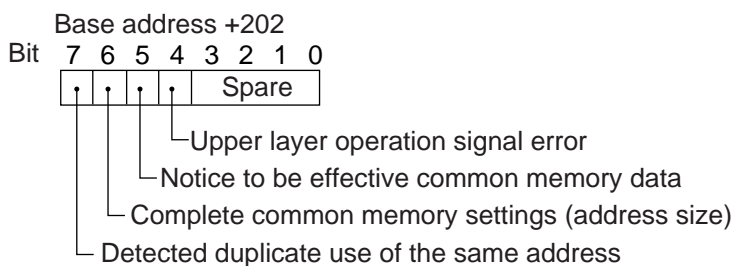 Base address +202
Bit 7 6 5 4 3 2 1 0
Spare
Upper layer operation signal error
Notice to be effective common memory data
Complete common memory settings (address size)
Detected duplicate use of the same address